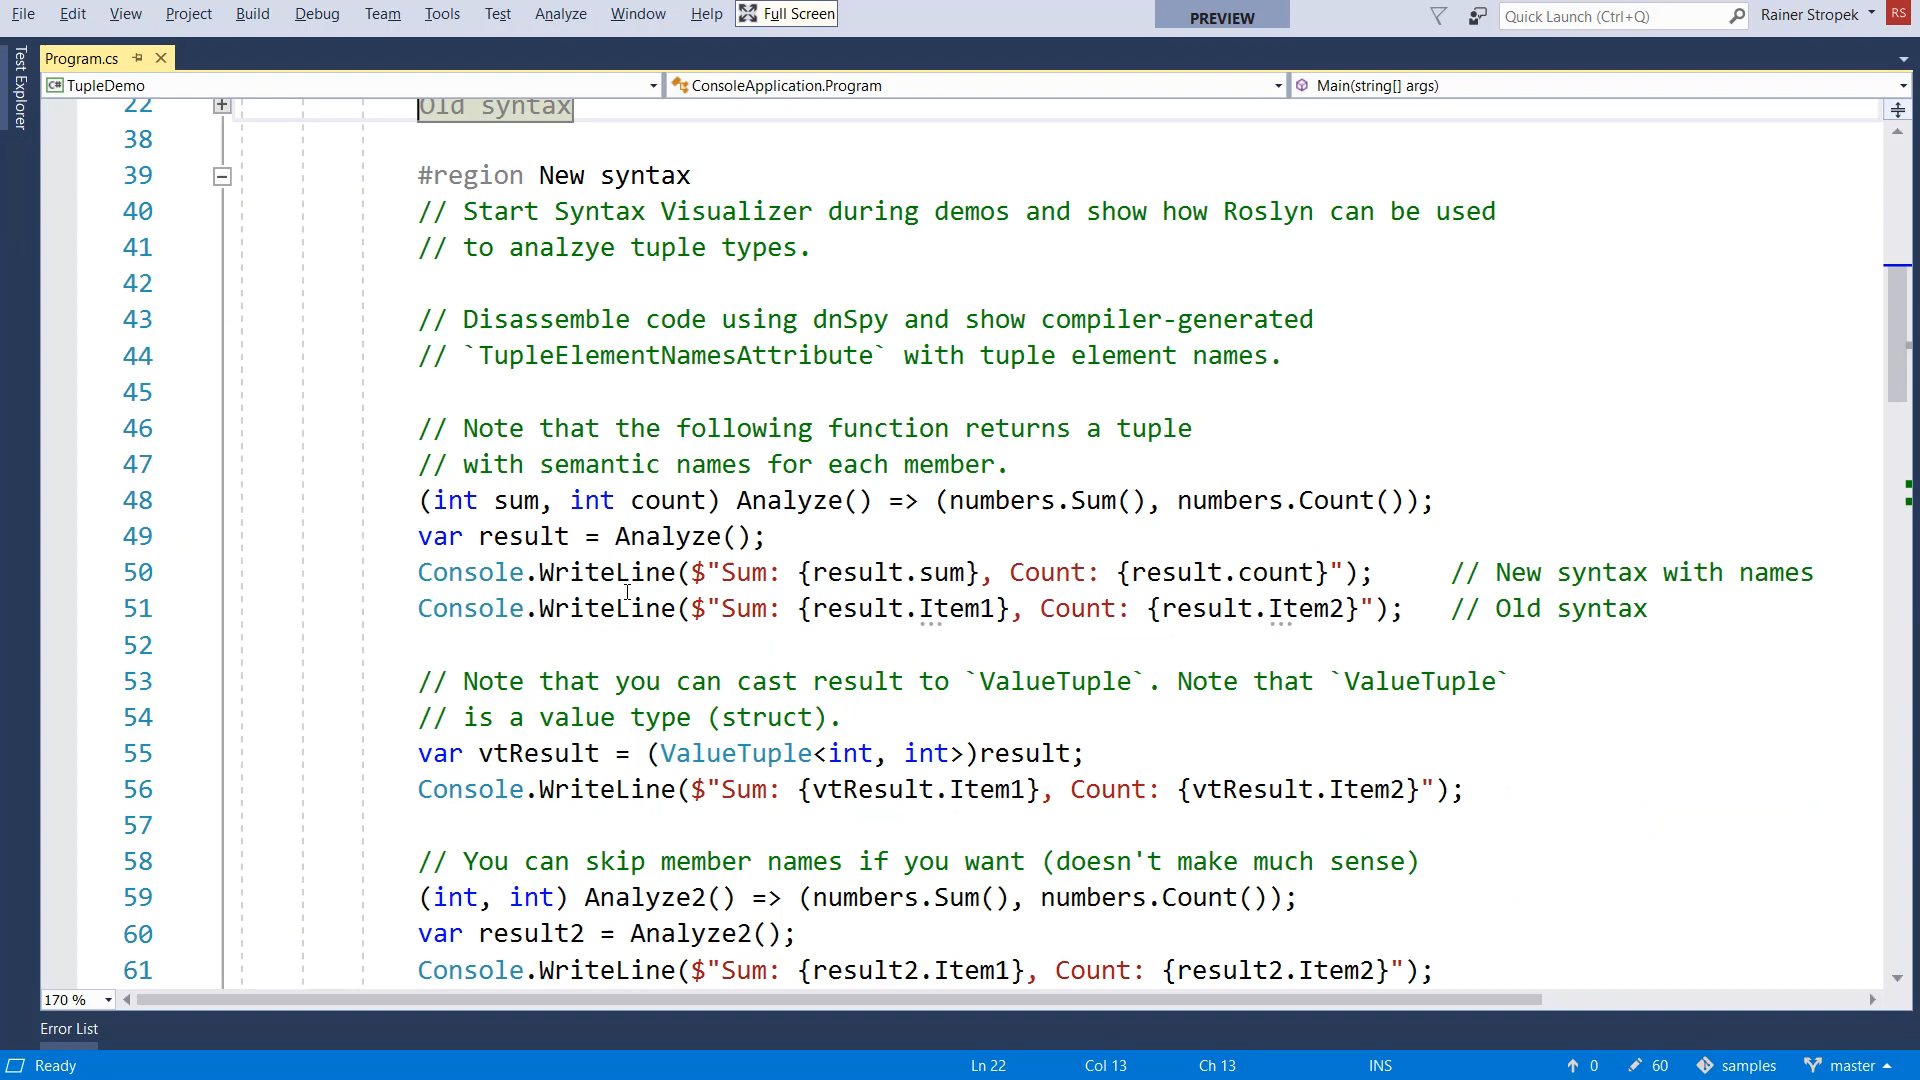 File Edit View Project Build Debug Team Tools Test Analyze Window Help Full Screen PREVIEW Quick Launch (Ctrl+Q) Rainer Stropek RS
Test Explorer
Program.cs
C# TupleDemo ConsoleApplication.Program Main(string[] args)
22 Old syntax
38
39 #region New syntax
40 // Start Syntax Visualizer during demos and show how Roslyn can be used
41 // to analzye tuple types.
42
43 // Disassemble code using dnSpy and show compiler-generated
44 // `TupleElementNamesAttribute` with tuple element names.
45
46 // Note that the following function returns a tuple
47 // with semantic names for each member.
48 (int sum, int count) Analyze() => (numbers.Sum(), numbers.Count());
49 var result = Analyze();
50 Console.WriteLine($"Sum: {result.sum}, Count: {result.count}"); // New syntax with names
51 Console.WriteLine($"Sum: {result.Item1}, Count: {result.Item2}"); // Old syntax
52
53 // Note that you can cast result to `ValueTuple`. Note that `ValueTuple`
54 // is a value type (struct).
55 var vtResult = (ValueTuple<int, int>)result;
56 Console.WriteLine($"Sum: {vtResult.Item1}, Count: {vtResult.Item2}");
57
58 // You can skip member names if you want (doesn't make much sense)
59 (int, int) Analyze2() => (numbers.Sum(), numbers.Count());
60 var result2 = Analyze2();
61 Console.WriteLine($"Sum: {result2.Item1}, Count: {result2.Item2}");
170 %
Error List
Ready Ln 22 Col 13 Ch 13 INS 0 60 samples master